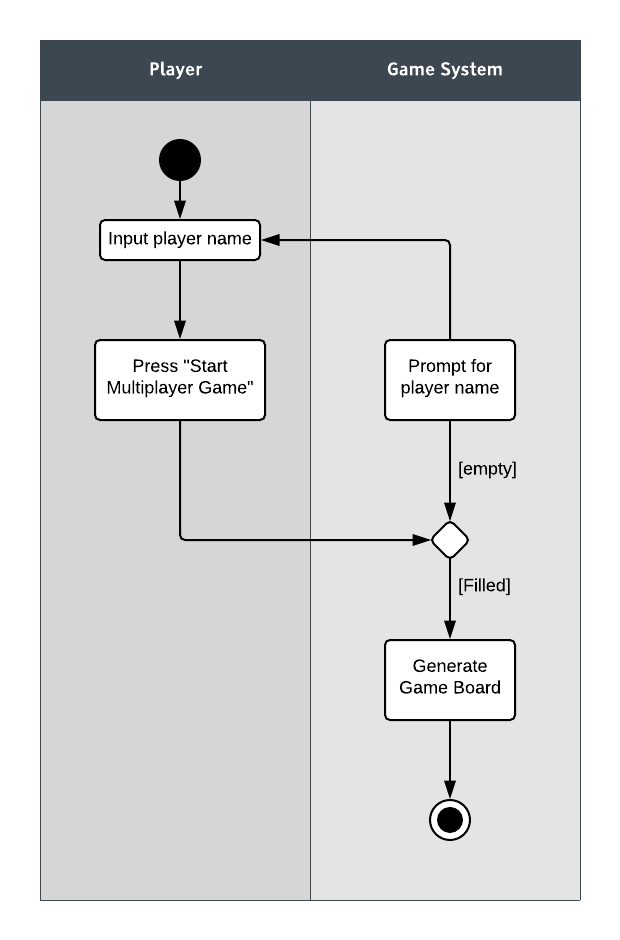 Player
Game System
Input player name
Press "Start
Multiplayer Game"
Prompt for
player name
[empty]
[Filled]
Generate
Game Board